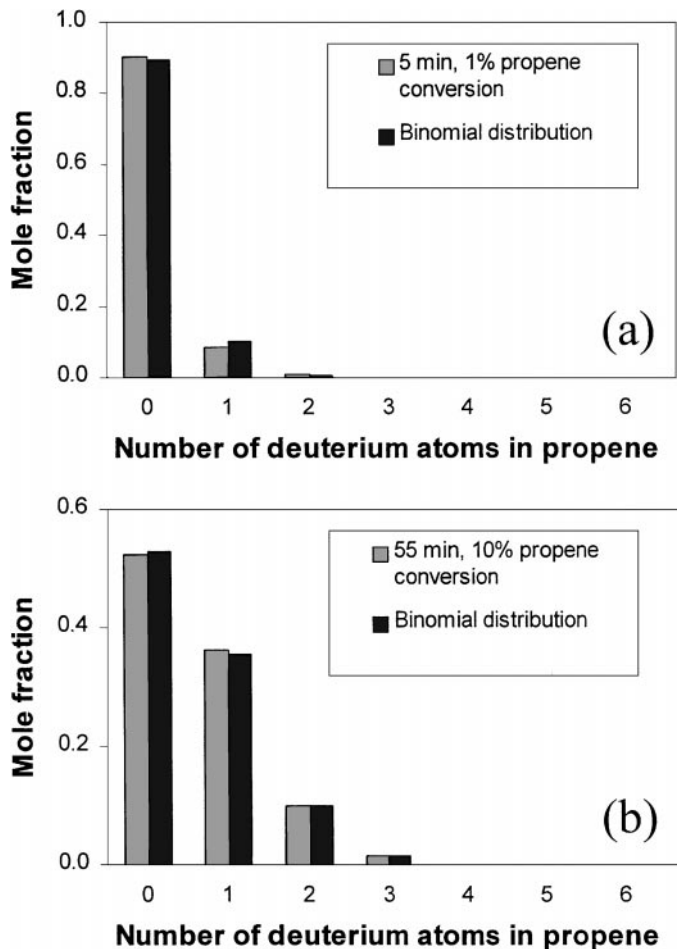 1.0
0.8
0.6
0.4
0.2
0.0
Mole fraction
5 min, 1% propene
conversion
Binomial distribution
(a)
0 1 2 3 4 5 6
Number of deuterium atoms in propene
0.6
0.4
0.2
0.0
Mole fraction
55 min, 10% propene
conversion
Binomial distribution
(b)
0 1 2 3 4 5 6
Number of deuterium atoms in propene